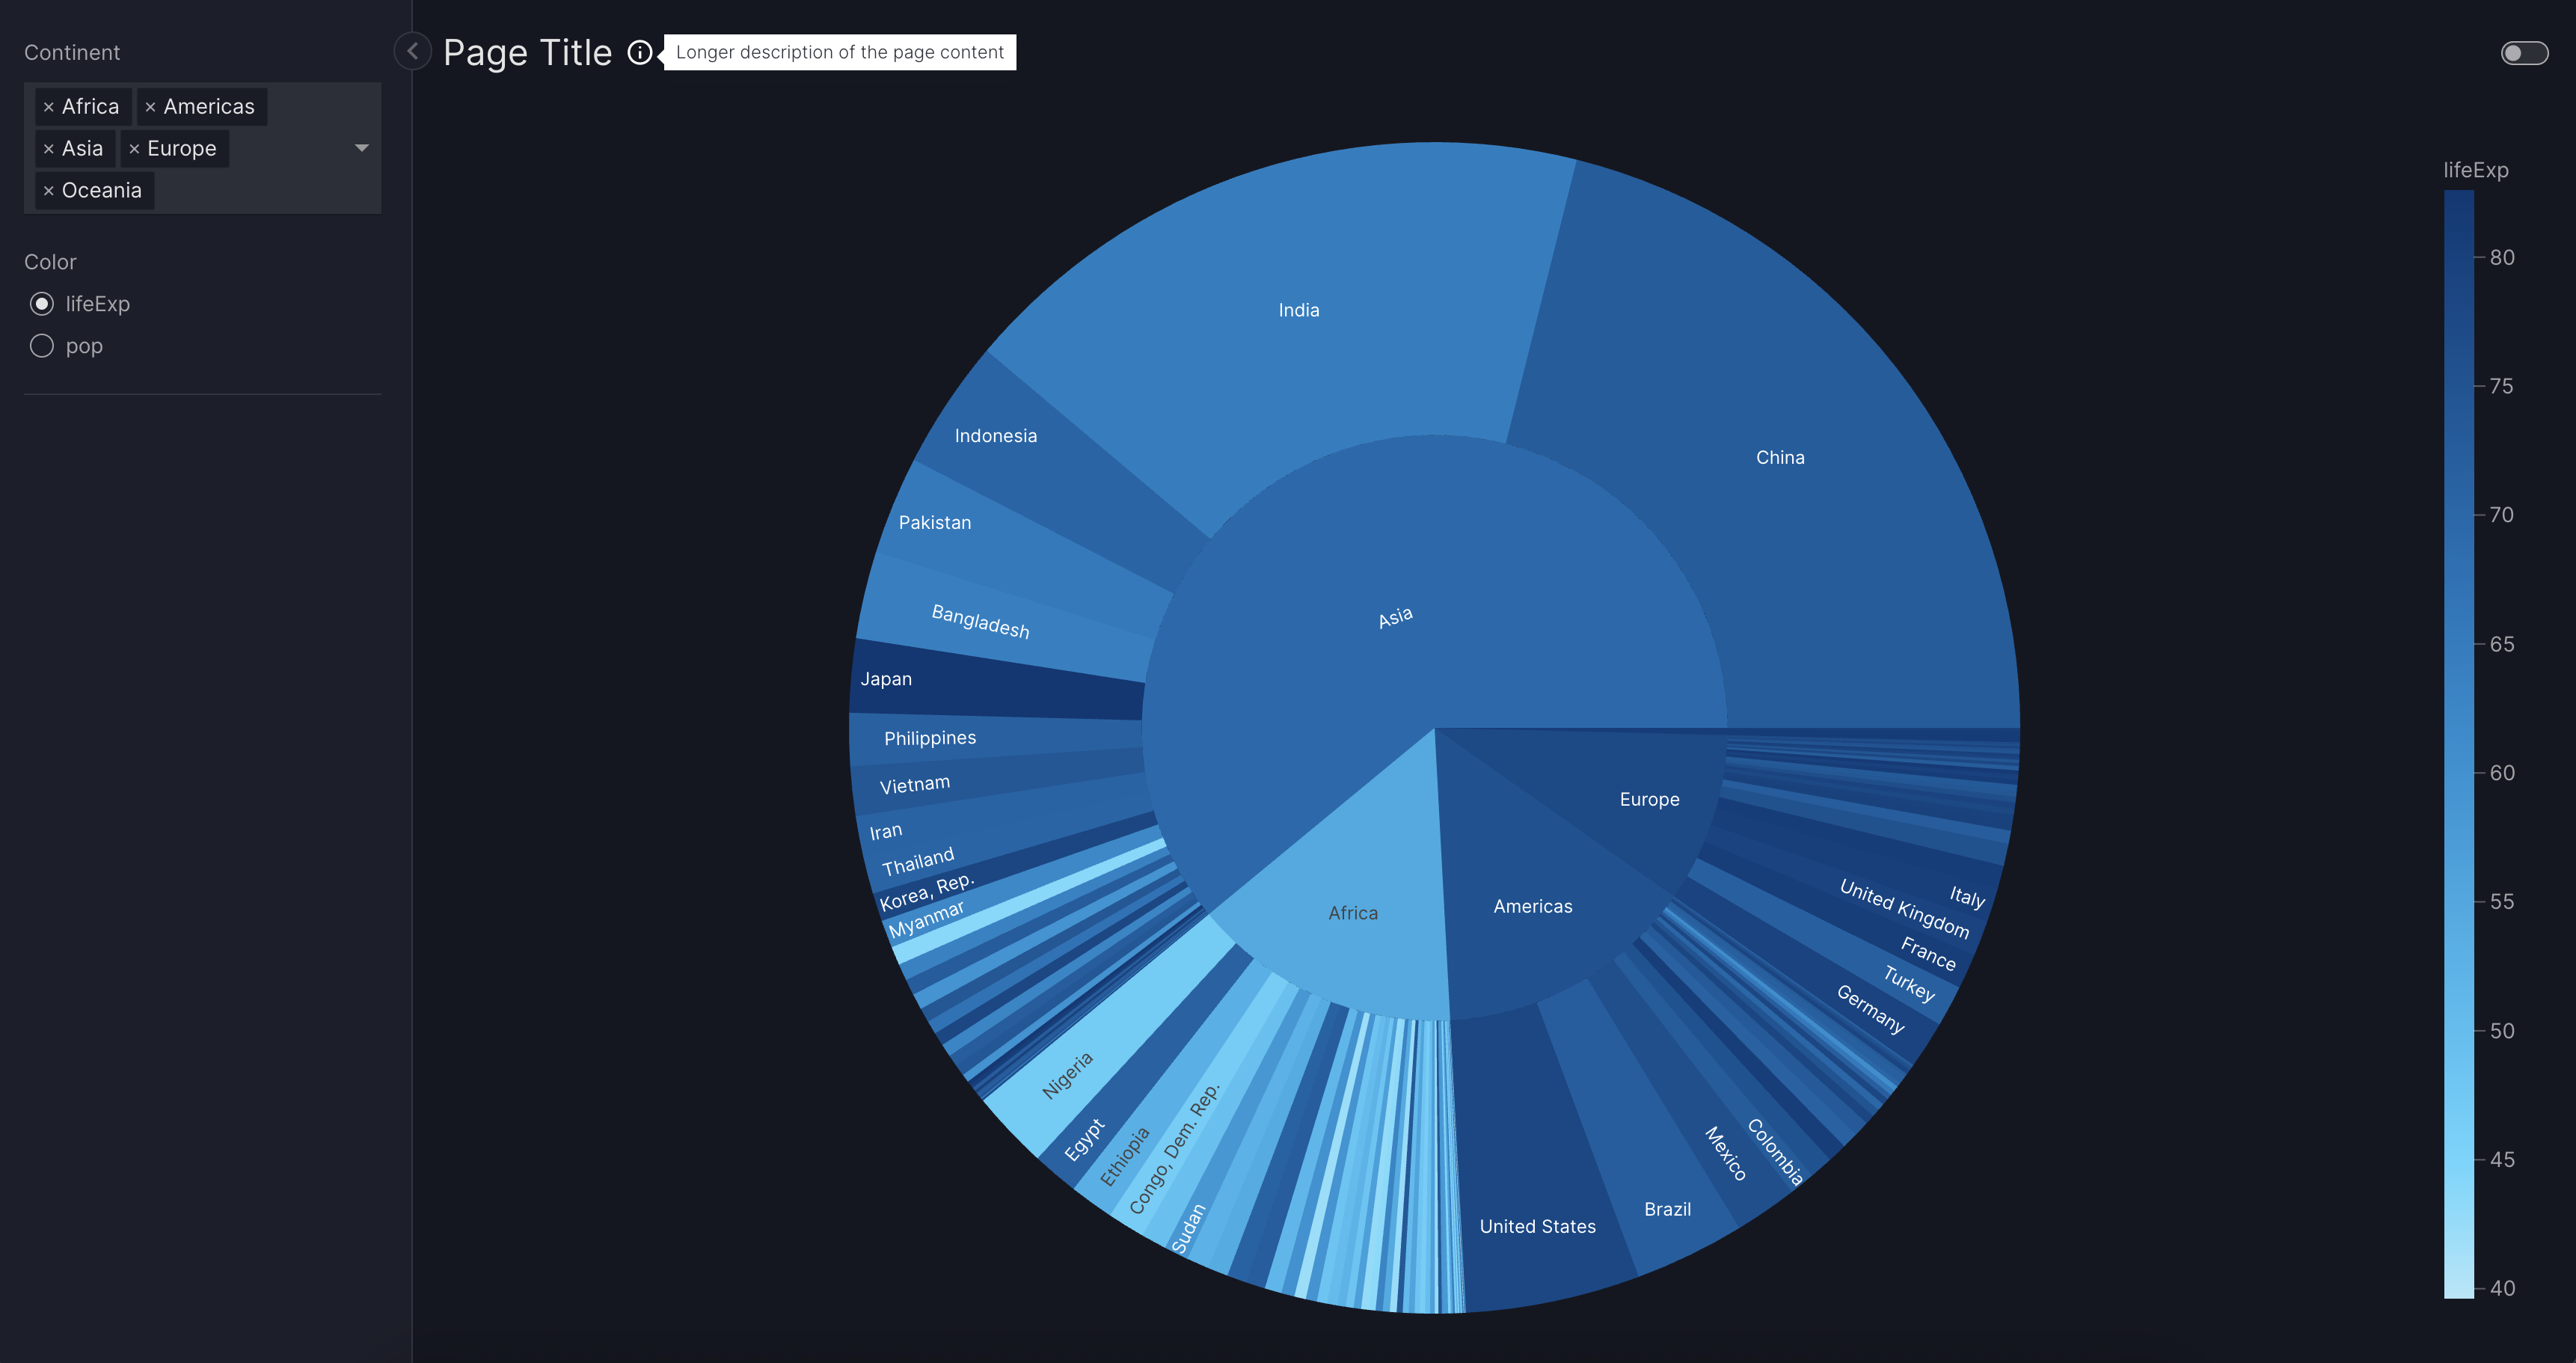 Continent
× Africa × Americas
× Asia × Europe
× Oceania
Color
lifeExp
pop
Page Title
Longer description of the page content
India
China
Indonesia
Pakistan
Bangladesh
Japan
Philippines
Vietnam
Iran
Thailand
Korea, Rep.
Myanmar
Asia
Europe
Americas
Africa
Nigeria
Egypt
Ethiopia
Congo, Dem. Rep.
Sudan
United States
Brazil
Mexico
Colombia
Germany
Turkey
France
United Kingdom
Italy
lifeExp
80
75
70
65
60
55
50
45
40